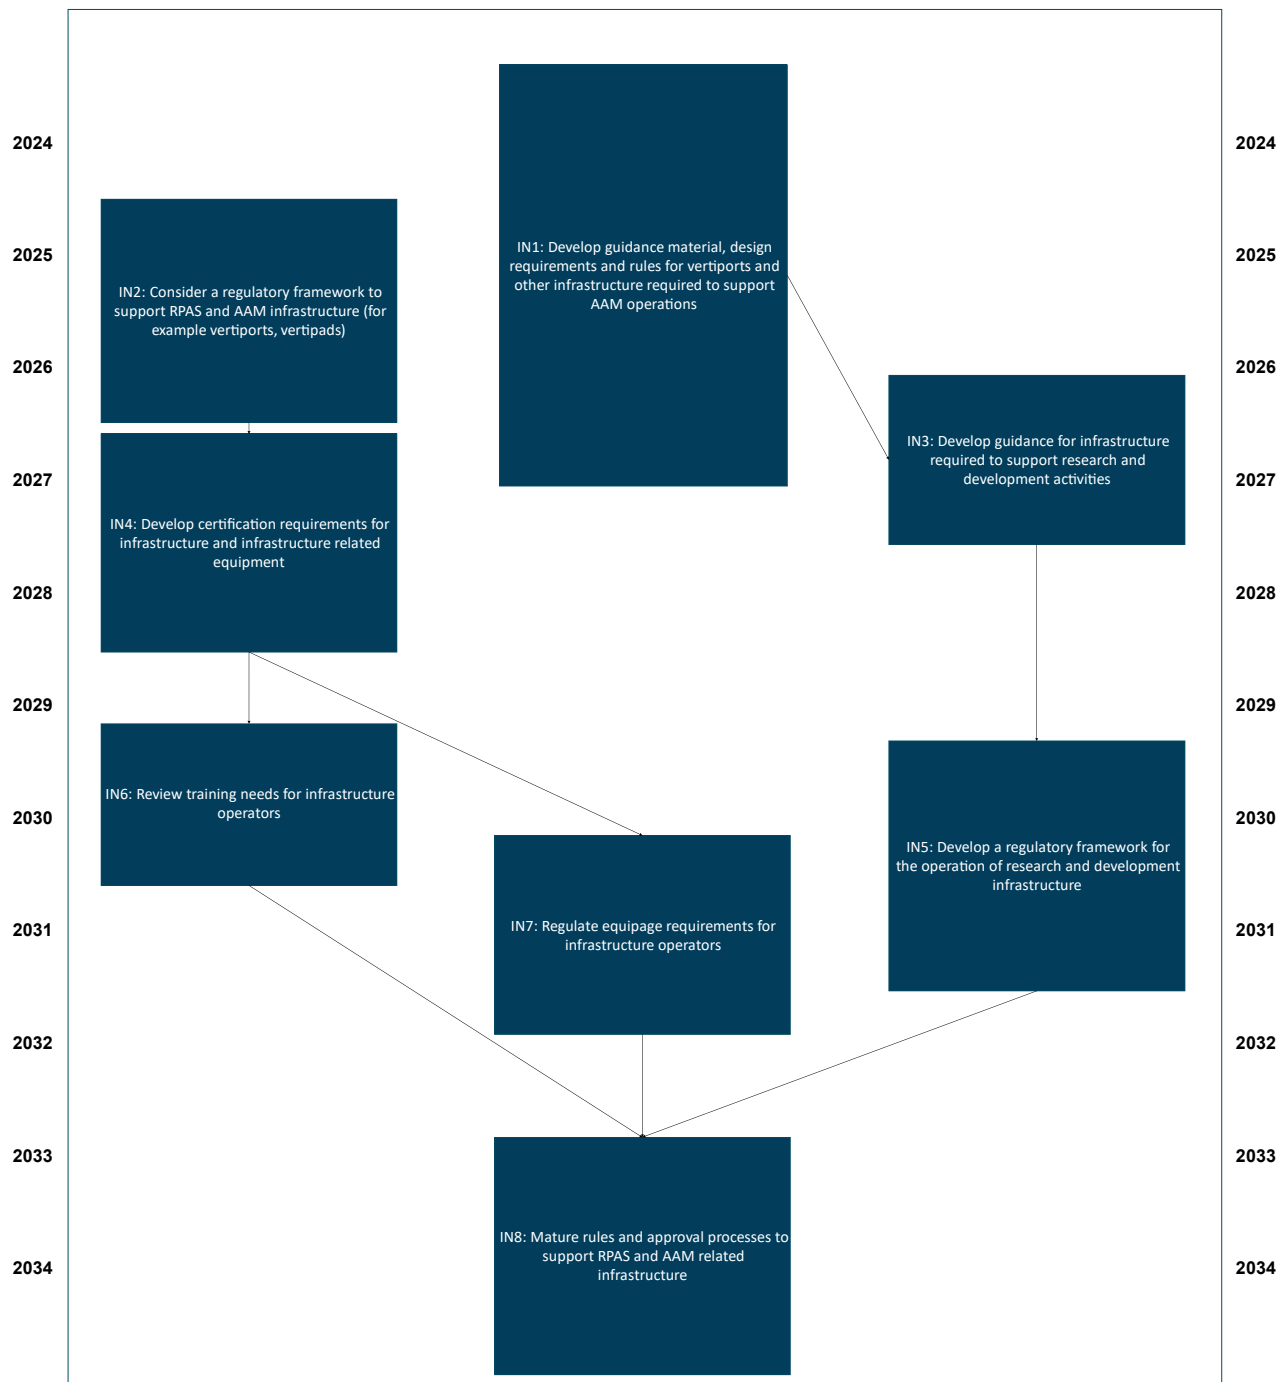 2024
2024
IN1: Develop guidance material, design
requirements and rules for vertiports and
other infrastructure required to support
AAM operations
2025
2025
IN2: Consider a regulatory framework to
support RPAS and AAM infrastructure (for
example vertiports, vertipads)
2026
2026
IN3: Develop guidance for infrastructure
required to support research and
development activities
2027
2027
IN4: Develop certification requirements for
infrastructure and infrastructure related
equipment
2028
2028
2029
2029
IN6: Review training needs for infrastructure
operators
2030
2030
IN5: Develop a regulatory framework for
the operation of research and development
infrastructure
2031
2031
IN7: Regulate equipage requirements for
infrastructure operators
2032
2032
2033
2033
IN8: Mature rules and approval processes to
support RPAS and AAM related
infrastructure
2034
2034